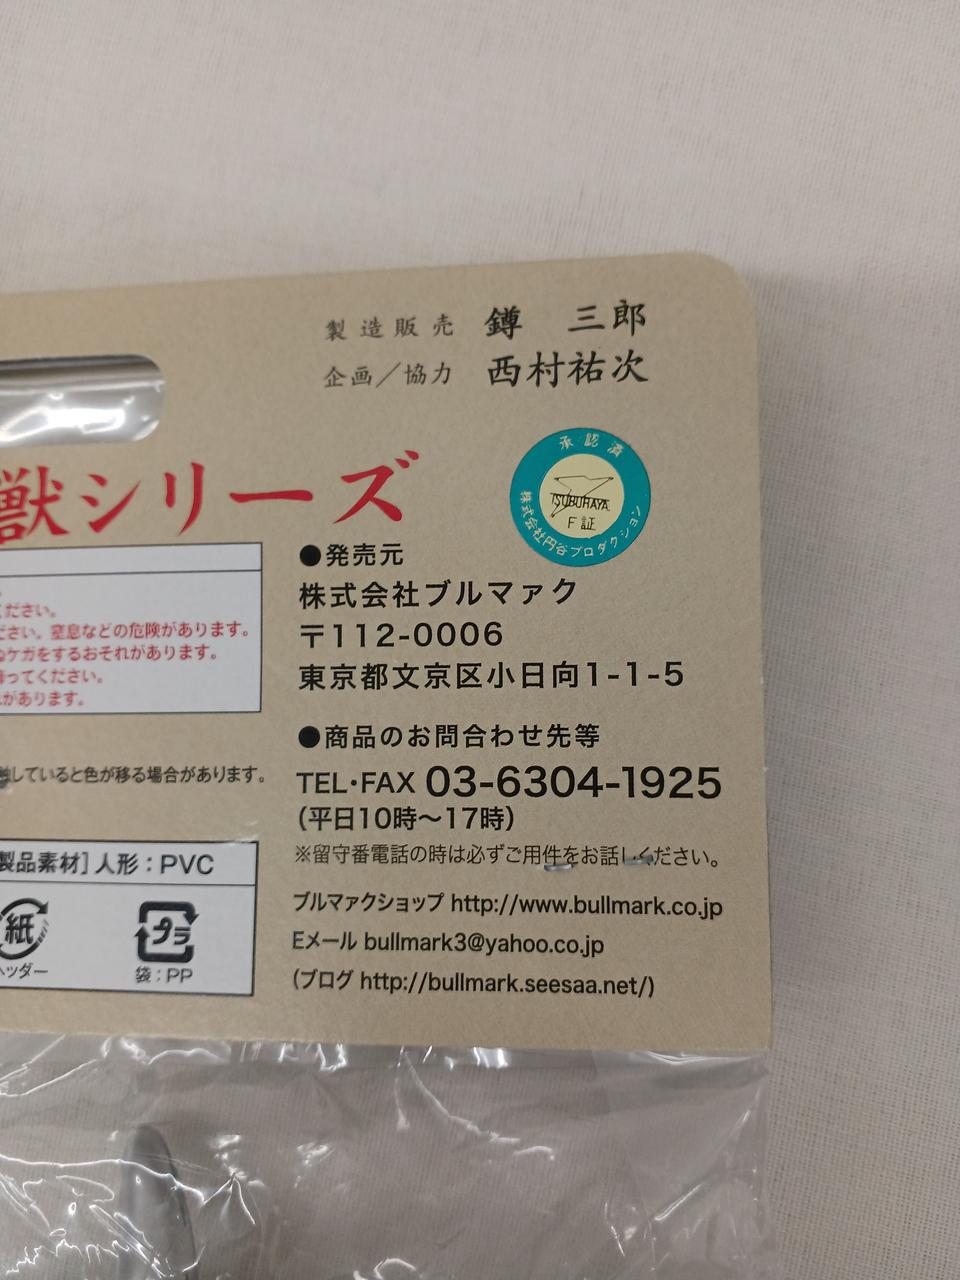 製造販売 鐏 三郎
企画／協力 西村祐次
承認済
TSUBURAYA
F証
株式会社円谷プロダクション
獣シリーズ
ください。
ださい。窒息などの危険があります。
ぬケガをするおそれがあります。
ってください。
があります。
していると色が移る場合があります。
製品素材] 人形：PVC
紙
ヘッダー
プラ
袋：PP
●発売元
株式会社ブルマァク
〒112-0006
東京都文京区小日向1-1-5
●商品のお問合わせ先等
TEL･FAX 03-6304-1925
(平日10時～17時)
※留守番電話の時は必ずご用件をお話しください。
ブルマァクショップ http://www.bullmark.co.jp
Eメール bullmark3@yahoo.co.jp
(ブログ http://bullmark.seesaa.net/)